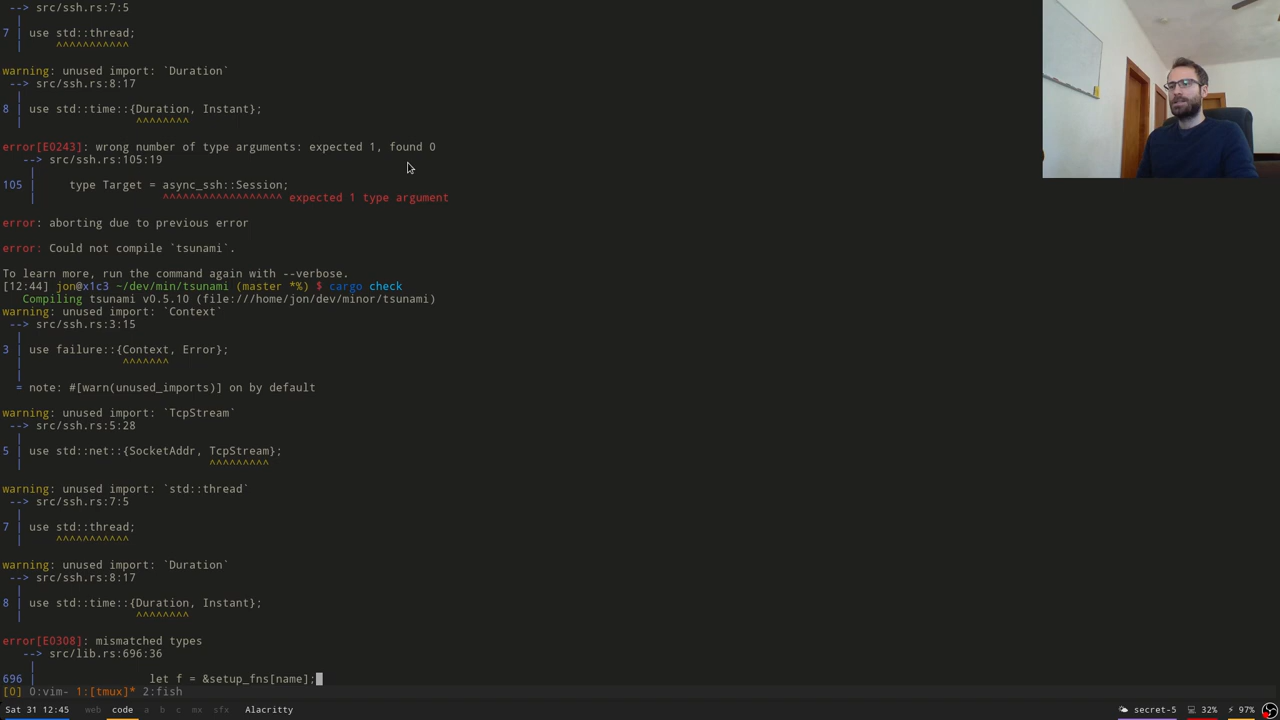 --> src/ssh.rs:7:5
|
7 | use std::thread;
| ^^^^^^^^^^^
warning: unused import: `Duration`
--> src/ssh.rs:8:17
|
8 | use std::time::{Duration, Instant};
| ^^^^^^^^
error[E0243]: wrong number of type arguments: expected 1, found 0
--> src/ssh.rs:105:19
|
105 | type Target = async_ssh::Session;
| ^^^^^^^^^^^^^^^^^^ expected 1 type argument
error: aborting due to previous error
error: Could not compile `tsunami`.
To learn more, run the command again with --verbose.
[12:44] jon@x1c3 ~/dev/min/tsunami (master *%) $ cargo check
Compiling tsunami v0.5.10 (file:///home/jon/dev/minor/tsunami)
warning: unused import: `Context`
--> src/ssh.rs:3:15
|
3 | use failure::{Context, Error};
| ^^^^^^^
|
= note: #[warn(unused_imports)] on by default
warning: unused import: `TcpStream`
--> src/ssh.rs:5:28
|
5 | use std::net::{SocketAddr, TcpStream};
| ^^^^^^^^^
warning: unused import: `std::thread`
--> src/ssh.rs:7:5
|
7 | use std::thread;
| ^^^^^^^^^^^
warning: unused import: `Duration`
--> src/ssh.rs:8:17
|
8 | use std::time::{Duration, Instant};
| ^^^^^^^^
error[E0308]: mismatched types
--> src/lib.rs:696:36
|
696 | let f = &setup_fns[name];
[0] 0:vim- 1:[tmux]* 2:fish
Sat 31 12:45 web code a b c mx sfx Alacritty secret-5 32% 97%